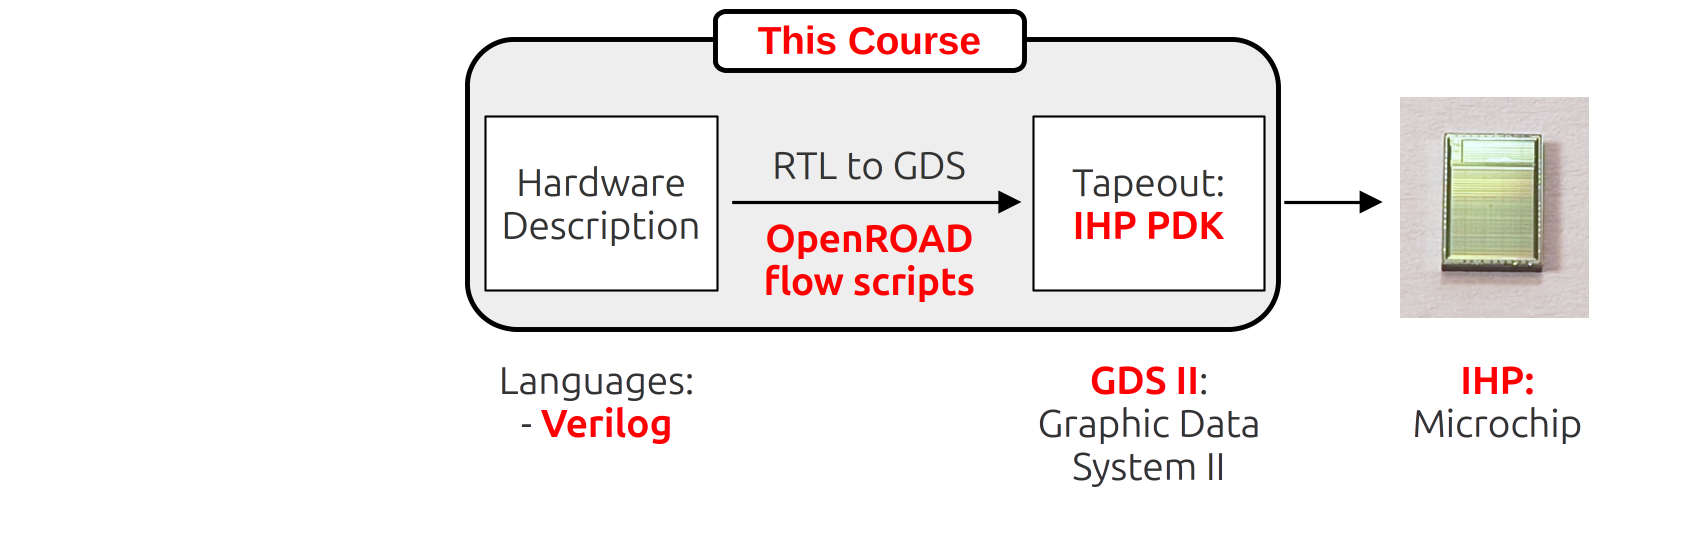 This Course
Hardware
Description
RTL to GDS
OpenROAD
flow scripts
Tapeout:
IHP PDK
Languages:
- Verilog
GDS II:
Graphic Data
System II
IHP:
Microchip